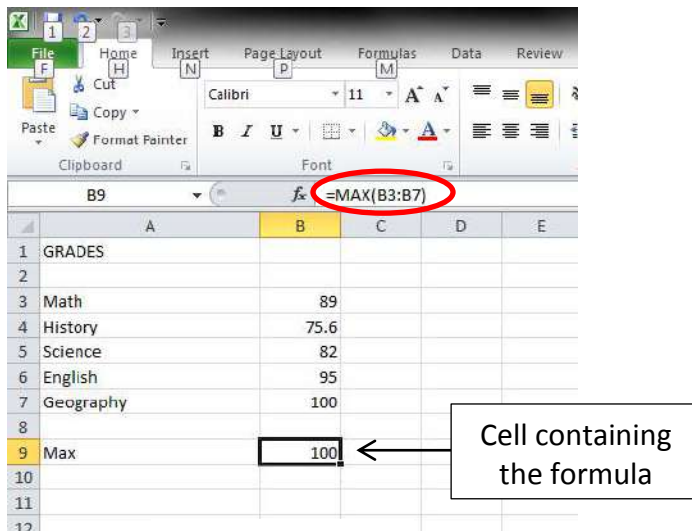 1 2 3
File Home Insert Page Layout Formulas Data Review
F H N P M
Cut
Copy
Format Painter
Paste
Calibri 11 A A
B I U A
Clipboard Font
B9 fx =MAX(B3:B7)
A B C D E
1 GRADES
2
3 Math 89
4 History 75.6
5 Science 82
6 English 95
7 Geography 100
8
9 Max 100
10
11
12
Cell containing
the formula